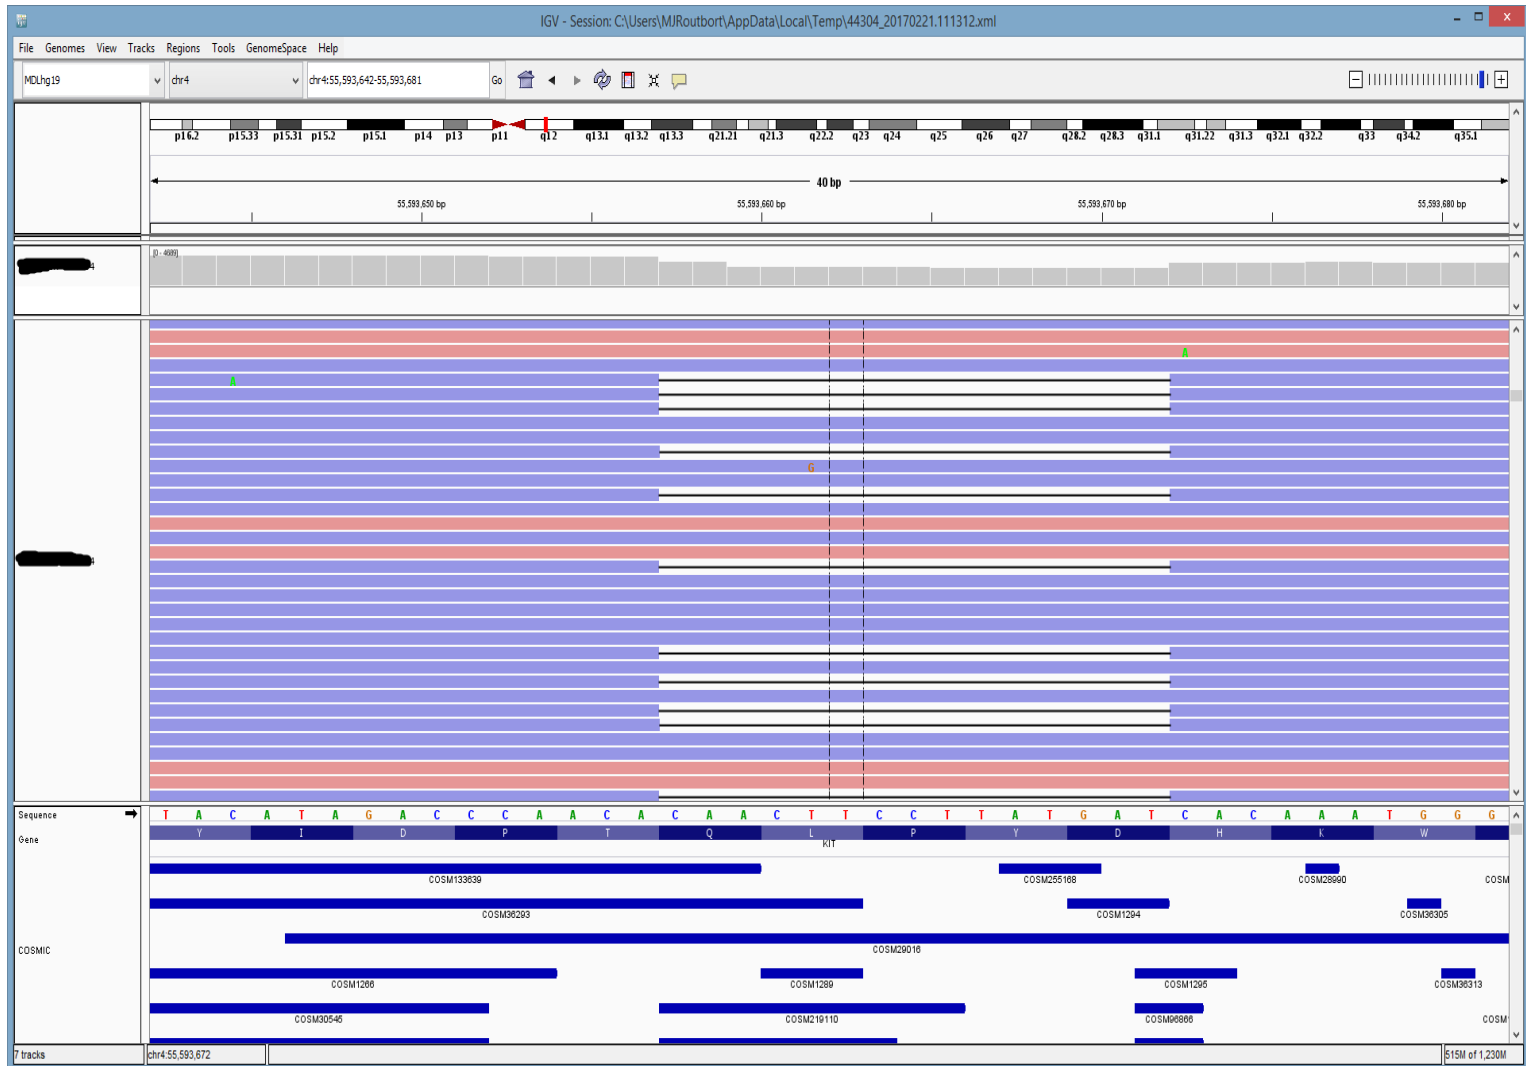 IGV - Session: C:\Users\MJRoutbort\AppData\Local\Temp\44304_20170221.111312.xml
File Genomes View Tracks Regions Tools GenomeSpace Help
MDLhg19 chr4 chr4:55,593,642-55,593,681 Go
p16.2 p15.33 p15.31 p15.2 p15.1 p14 p13 p11 q12 q13.1 q13.2 q13.3 q21.21 q21.3 q22.2 q23 q24 q25 q26 q27 q28.2 q28.3 q31.1 q31.22 q31.3 q32.1 q32.2 q33 q34.2 q35.1
40 bp
55,593,650 bp 55,593,660 bp 55,593,670 bp 55,593,680 bp
[0 - 4689]
4
A
A
G
4
Sequence T A C A T A G A C C C A A C A C A A C T T C C T T A T G A T C A C A A A T G G G
Gene Y I D P T Q L P Y D H K W
KIT
COSM133639 COSM255168 COSM28990 COSM
COSM36293 COSM1294 COSM36305
COSMIC COSM29016
COSM1266 COSM1289 COSM1295 COSM36313
COSM30545 COSM219110 COSM96866 COSM
7 tracks chr4:55,593,672 515M of 1,230M